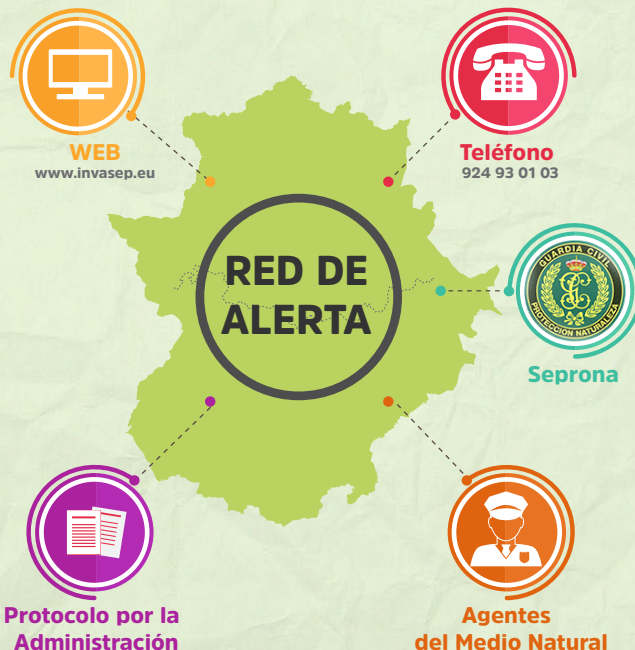 WEB
www.invasep.eu
Teléfono
924 93 01 03
RED DE
ALERTA
GUARDIA CIVIL
PROTECCIÓN NATURALEZA
Seprona
Protocolo por la
Administración
Agentes
del Medio Natural